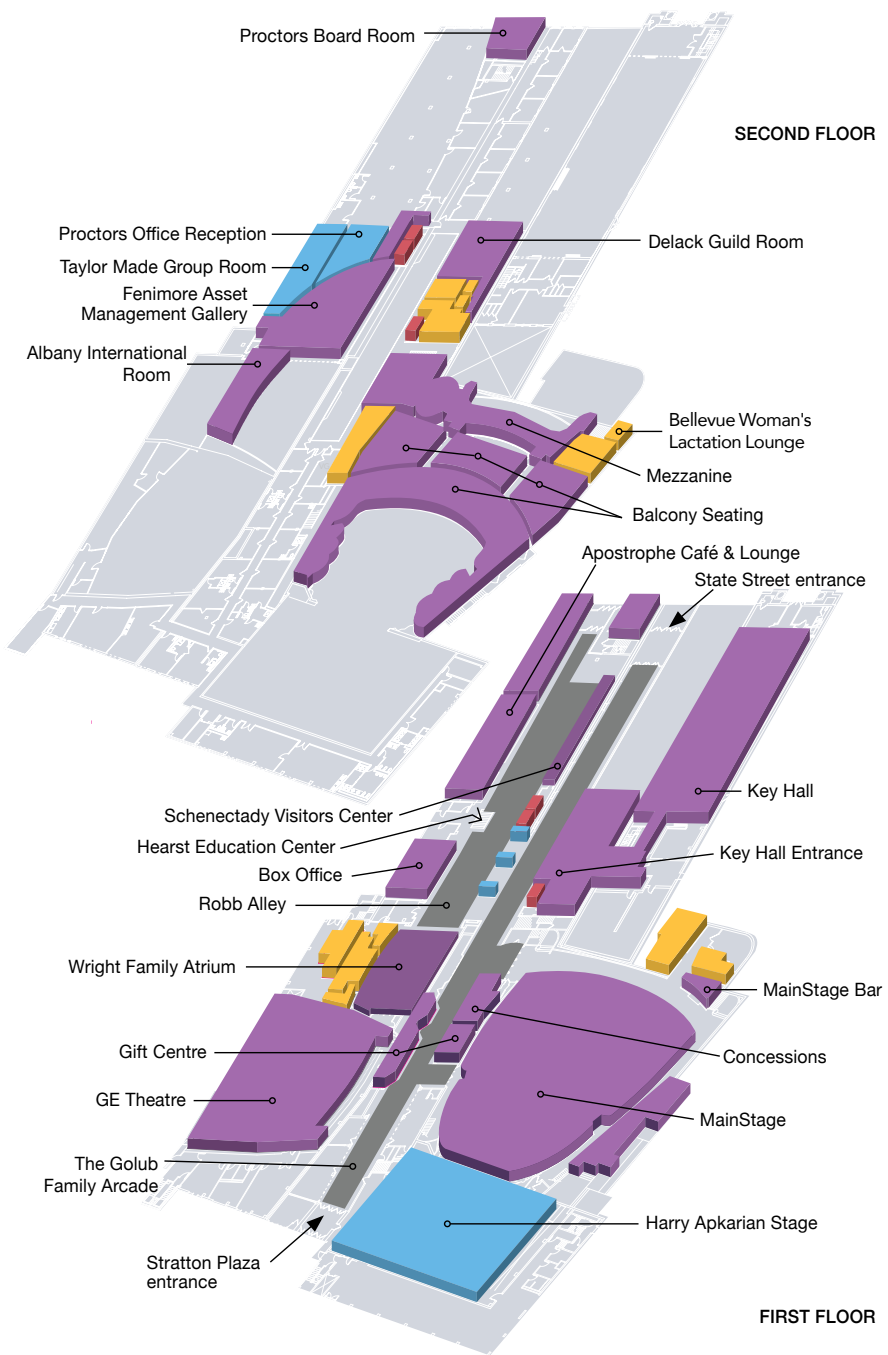 Proctors Board Room
SECOND FLOOR
Proctors Office Reception
Delack Guild Room
Taylor Made Group Room
Fenimore Asset
Management Gallery
Albany International
Room
Bellevue Woman's
Lactation Lounge
Mezzanine
Balcony Seating
Apostrophe Café & Lounge
State Street entrance
Key Hall
Schenectady Visitors Center
Hearst Education Center
Key Hall Entrance
Box Office
Robb Alley
Wright Family Atrium
MainStage Bar
Gift Centre
Concessions
GE Theatre
MainStage
The Golub
Family Arcade
Harry Apkarian Stage
Stratton Plaza
entrance
FIRST FLOOR